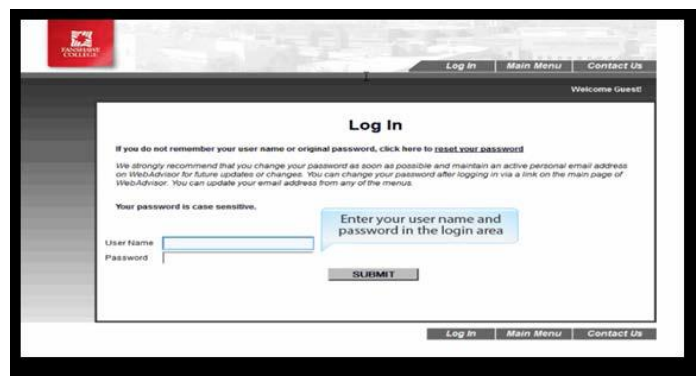 FANSHAWE
COLLEGE
Log In Main Menu Contact Us
Welcome Guest!
Log In
If you do not remember your user name or original password, click here to reset your password
We strongly recommend that you change your password as soon as possible and maintain an active personal email address
on WebAdvisor for future updates or changes. You can change your password after logging in via a link on the main page of
WebAdvisor. You can update your email address from any of the menus.
Your password is case sensitive.
Enter your user name and
password in the login area
User Name
Password
SUBMIT
Log In Main Menu Contact Us